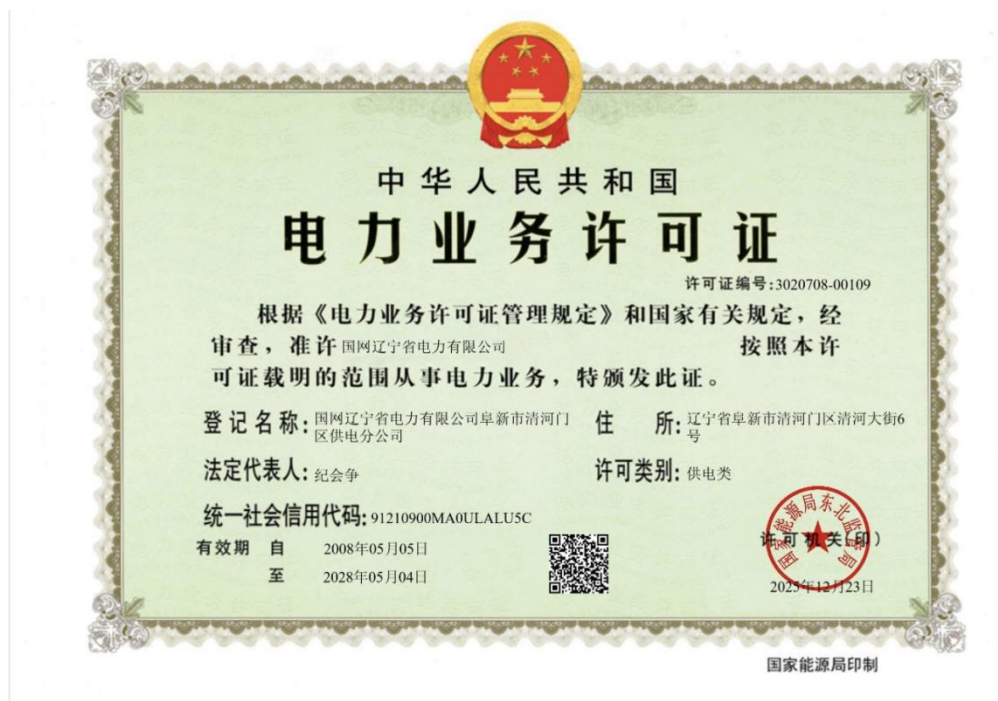 中华人民共和国
电力业务许可证
许可证编号:3020708-00109
根据《电力业务许可证管理规定》和国家有关规定，经
审查，准许国网辽宁省电力有限公司 按照本许
可证载明的范围从事电力业务，特颁发此证。
登记名称:国网辽宁省电力有限公司阜新市清河门
区供电分公司
住 所:辽宁省阜新市清河门区清河大街6
号
法定代表人:纪会争
许可类别:供电类
统一社会信用代码:91210900MA0ULALU5C
有效期 自 2008年05月05日
至 2028年05月04日
国家能源局东北监管局
许可机关(印)
2025年12月23日
国家能源局印制